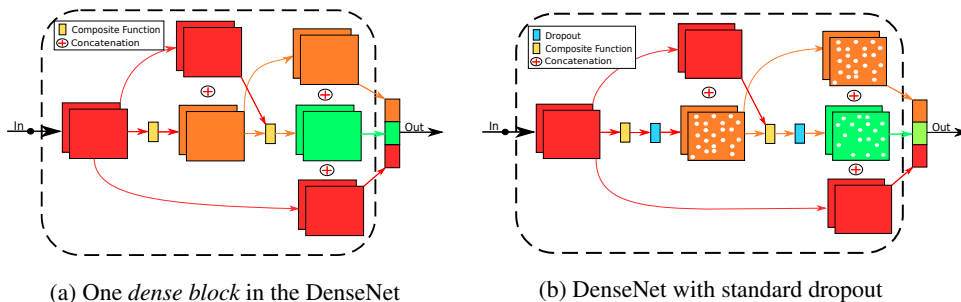 Composite Function
Concatenation
In
Out
(a) One dense block in the DenseNet
Dropout
Composite Function
Concatenation
In
Out
(b) DenseNet with standard dropout